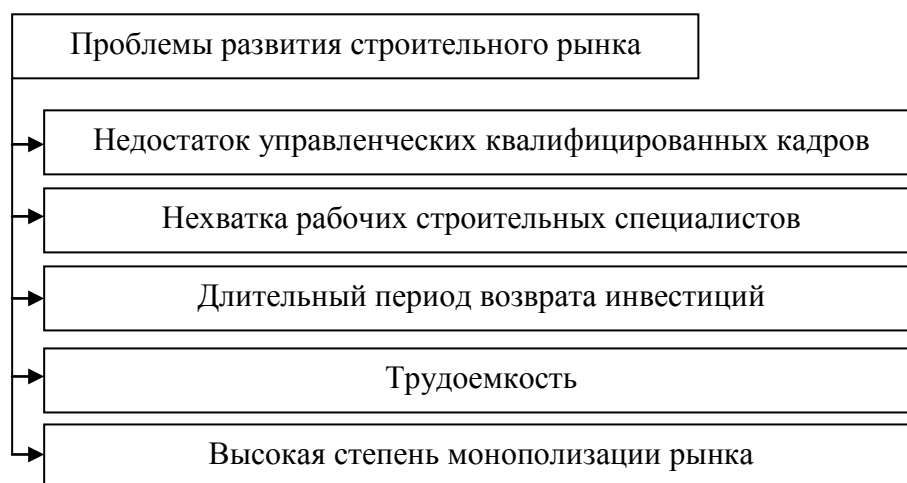 Проблемы развития строительного рынка
Недостаток управленческих квалифицированных кадров
Нехватка рабочих строительных специалистов
Длительный период возврата инвестиций
Трудоемкость
Высокая степень монополизации рынка